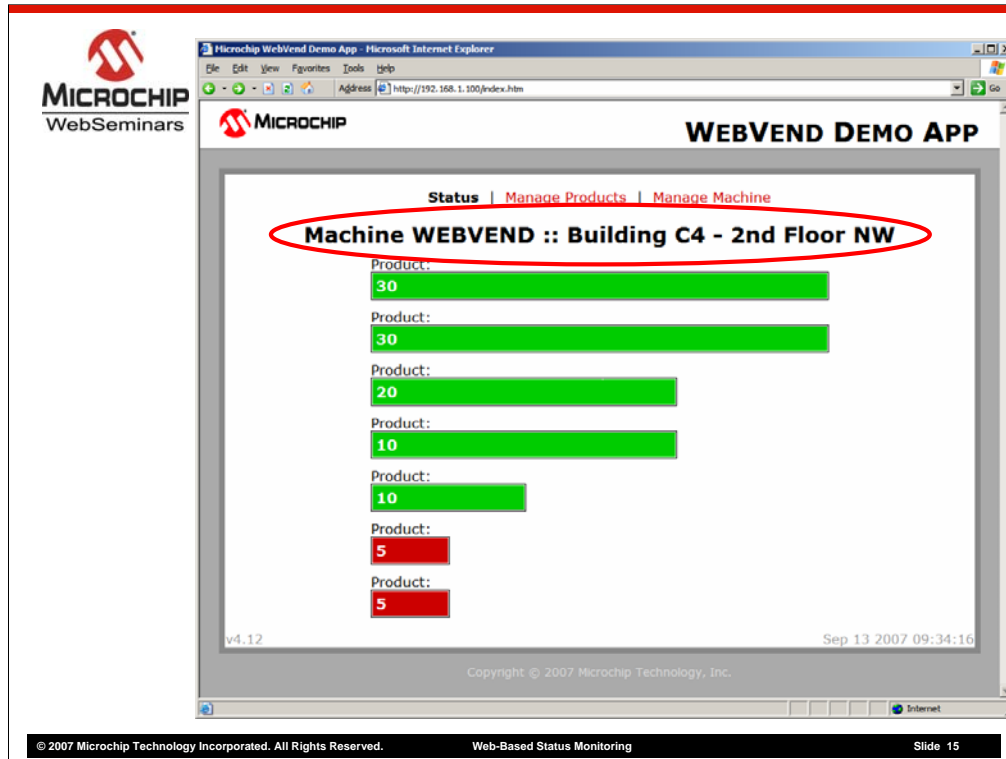 MICROCHIP
WebSeminars
Microchip WebVend Demo App - Microsoft Internet Explorer
File Edit View Favorites Tools Help
Address http://192.168.1.100/index.htm Go
MICROCHIP
WEBVEND DEMO APP
Status | Manage Products | Manage Machine
Machine WEBVEND :: Building C4 - 2nd Floor NW
Product:
30
Product:
30
Product:
20
Product:
10
Product:
10
Product:
5
Product:
5
v4.12 Sep 13 2007 09:34:16
Copyright © 2007 Microchip Technology, Inc.
Internet
© 2007 Microchip Technology Incorporated. All Rights Reserved. Web-Based Status Monitoring Slide 15